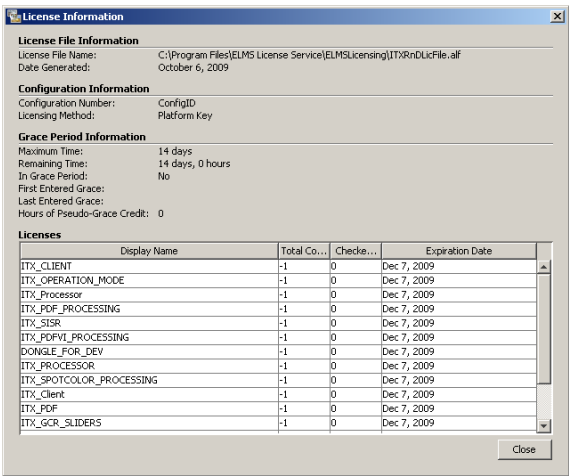 License Information
License File Information
License File Name: C:\Program Files\ELMS License Service\ELMSLicensing\ITXRnDLicFile.alf
Date Generated: October 6, 2009
Configuration Information
Configuration Number: ConfigID
Licensing Method: Platform Key
Grace Period Information
Maximum Time: 14 days
Remaining Time: 14 days, 0 hours
In Grace Period: No
First Entered Grace:
Last Entered Grace:
Hours of Pseudo-Grace Credit: 0
Licenses
Display Name Total Co... Checke... Expiration Date
ITX_CLIENT -1 0 Dec 7, 2009
ITX_OPERATION_MODE -1 0 Dec 7, 2009
ITX_Processor -1 0 Dec 7, 2009
ITX_PDF_PROCESSING -1 0 Dec 7, 2009
ITX_SISR -1 0 Dec 7, 2009
ITX_PDFVI_PROCESSING -1 0 Dec 7, 2009
DONGLE_FOR_DEV -1 0 Dec 7, 2009
ITX_PROCESSOR -1 0 Dec 7, 2009
ITX_SPOTCOLOR_PROCESSING -1 0 Dec 7, 2009
ITX_Client -1 0 Dec 7, 2009
ITX_PDF -1 0 Dec 7, 2009
ITX_GCR_SLIDERS -1 0 Dec 7, 2009
Close